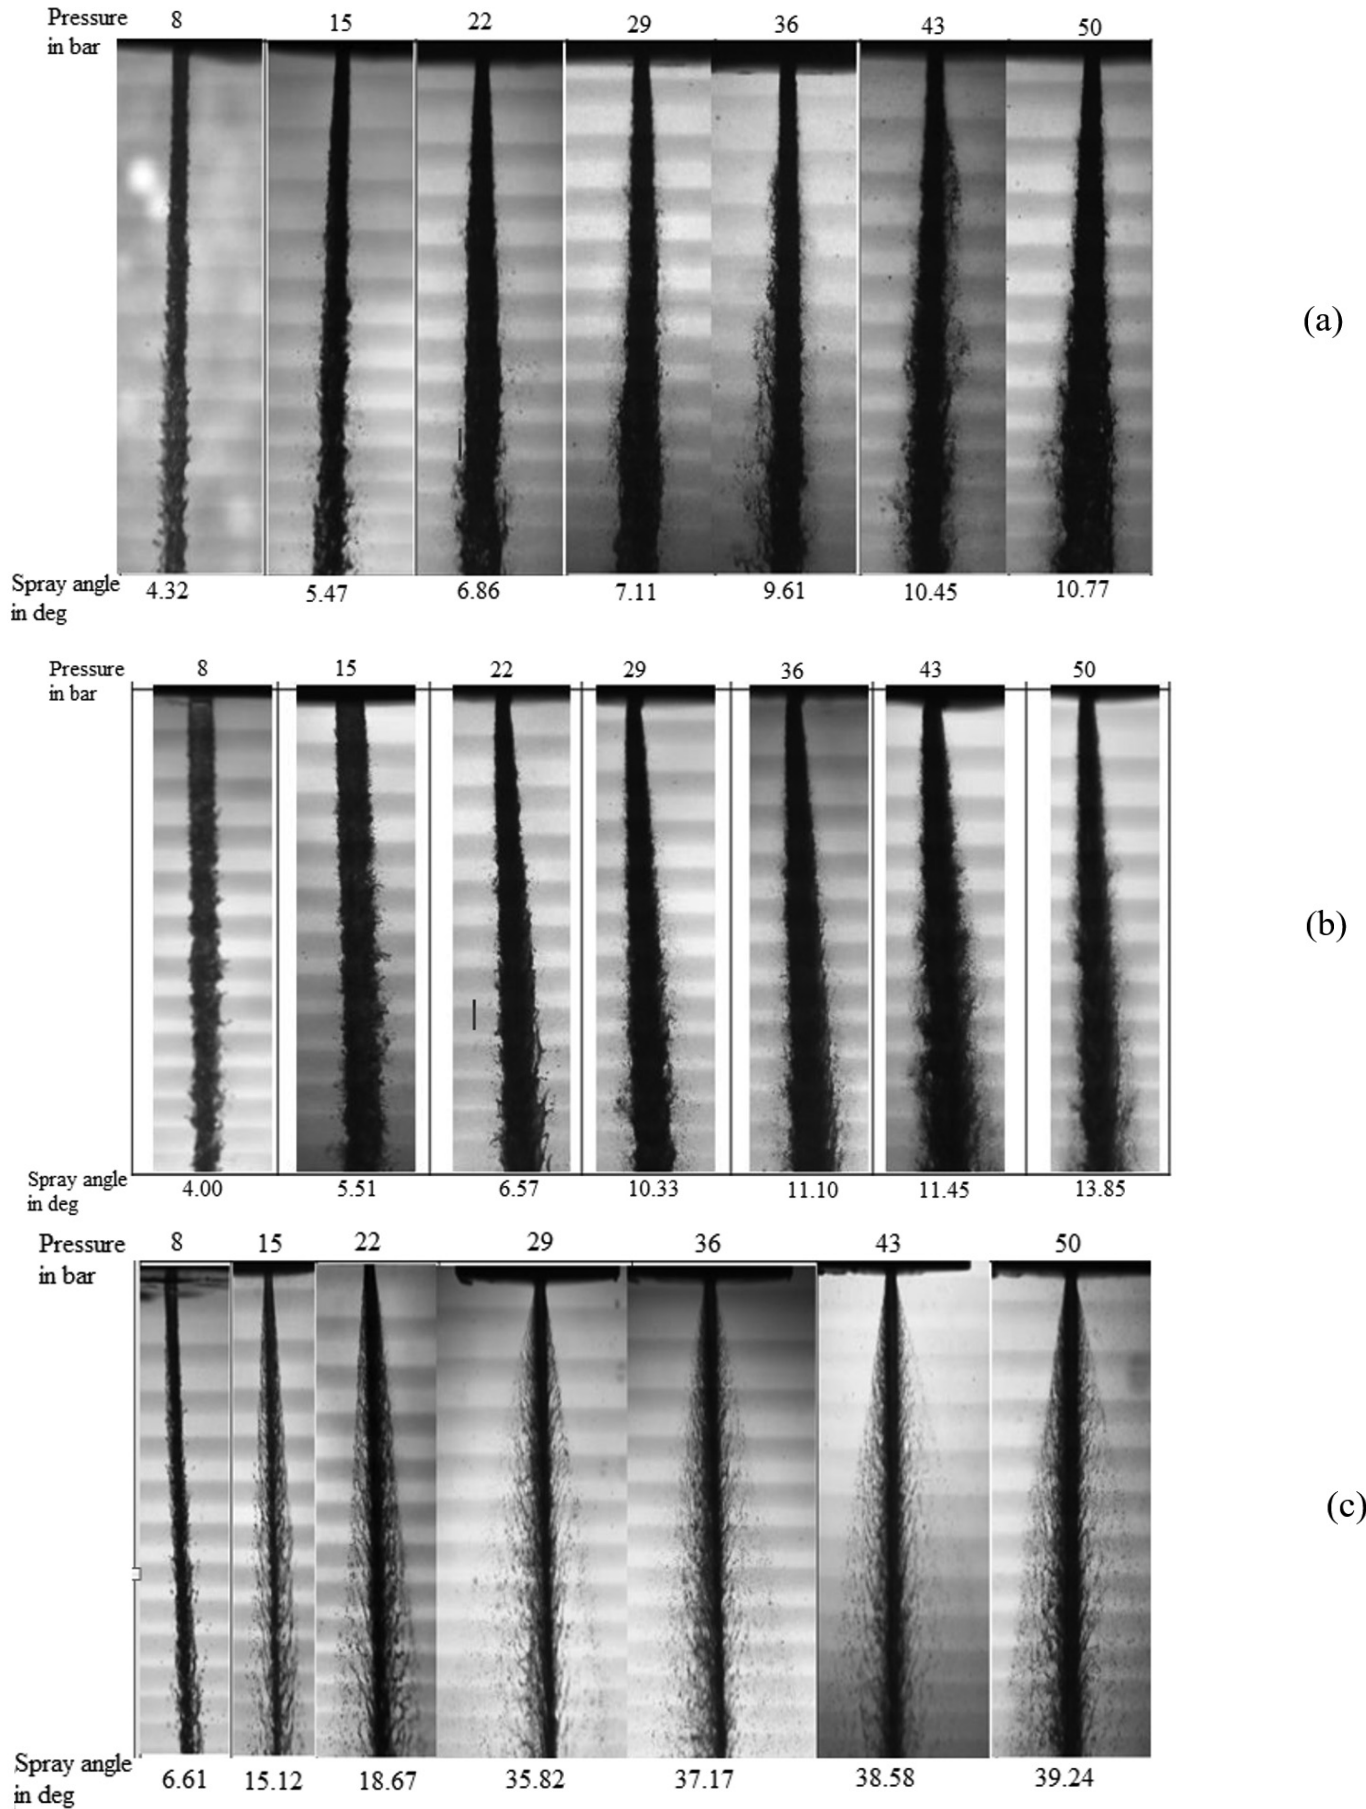 Pressure 8 15 22 29 36 43 50
in bar
(a)
Spray angle 4.32 5.47 6.86 7.11 9.61 10.45 10.77
in deg
Pressure 8 15 22 29 36 43 50
in bar
(b)
Spray angle 4.00 5.51 6.57 10.33 11.10 11.45 13.85
in deg
Pressure 8 15 22 29 36 43 50
in bar
(c)
Spray angle 6.61 15.12 18.67 35.82 37.17 38.58 39.24
in deg